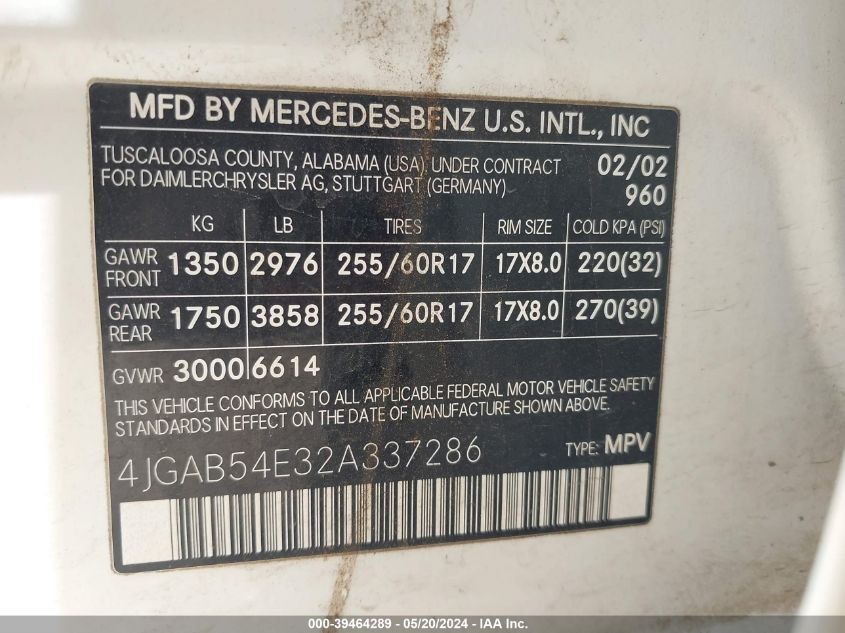 MFD BY MERCEDES-BENZ U.S. INTL., INC
TUSCALOOSA COUNTY, ALABAMA (USA) UNDER CONTRACT 02/02
FOR DAIMLERCHRYSLER AG, STUTTGART (GERMANY) 960
KG LB TIRES RIM SIZE COLD KPA (PSI)
GAWR FRONT 1350 2976 255/60R17 17X8.0 220(32)
GAWR REAR 1750 3858 255/60R17 17X8.0 270(39)
GVWR 3000 6614
THIS VEHICLE CONFORMS TO ALL APPLICABLE FEDERAL MOTOR VEHICLE SAFETY
STANDARDS IN EFFECT ON THE DATE OF MANUFACTURE SHOWN ABOVE.
4JGAB54E32A337286 TYPE: MPV
000-39464289 - 05/20/2024 - IAA Inc.